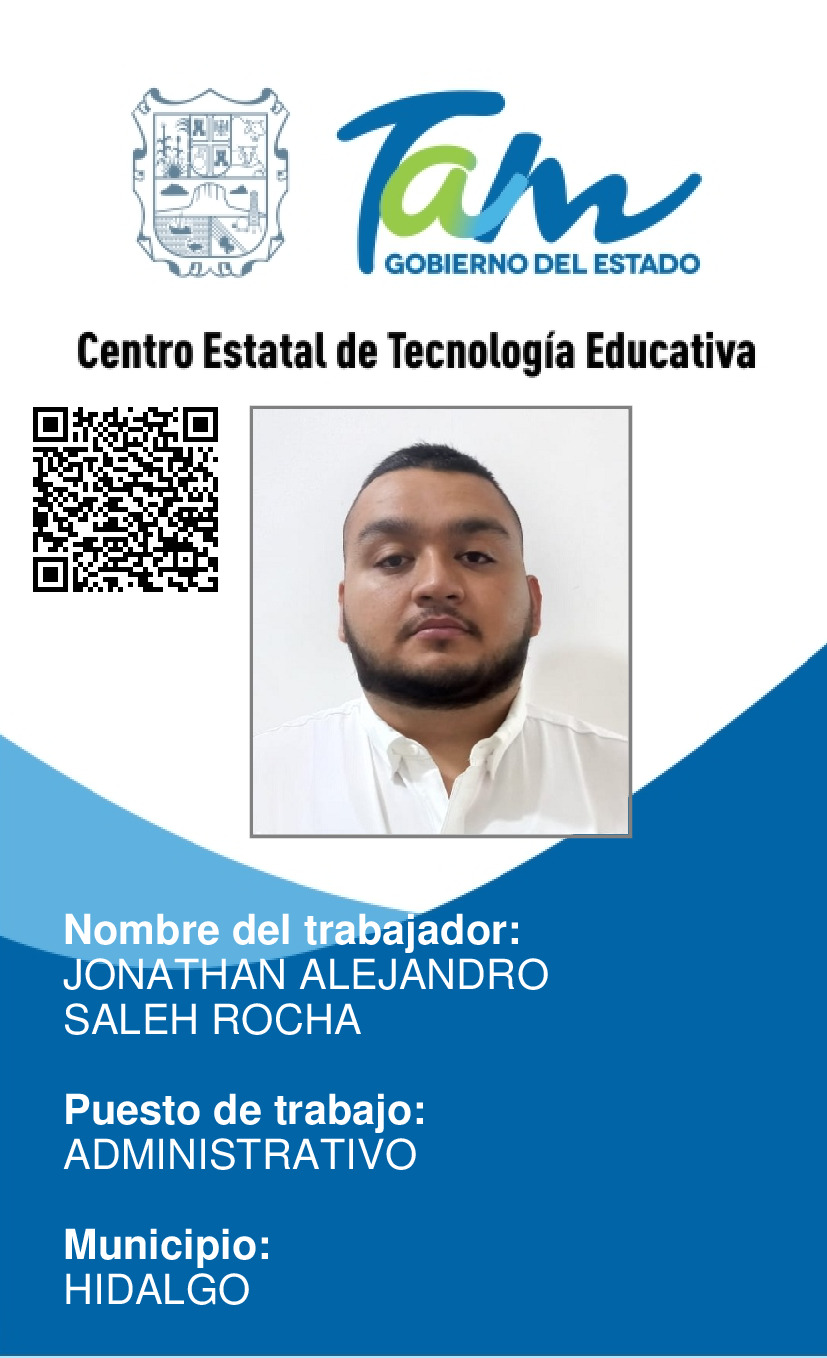 Tam
GOBIERNO DEL ESTADO
Centro Estatal de Tecnología Educativa
Nombre del trabajador:
JONATHAN ALEJANDRO
SALEH ROCHA
Puesto de trabajo:
ADMINISTRATIVO
Municipio:
HIDALGO